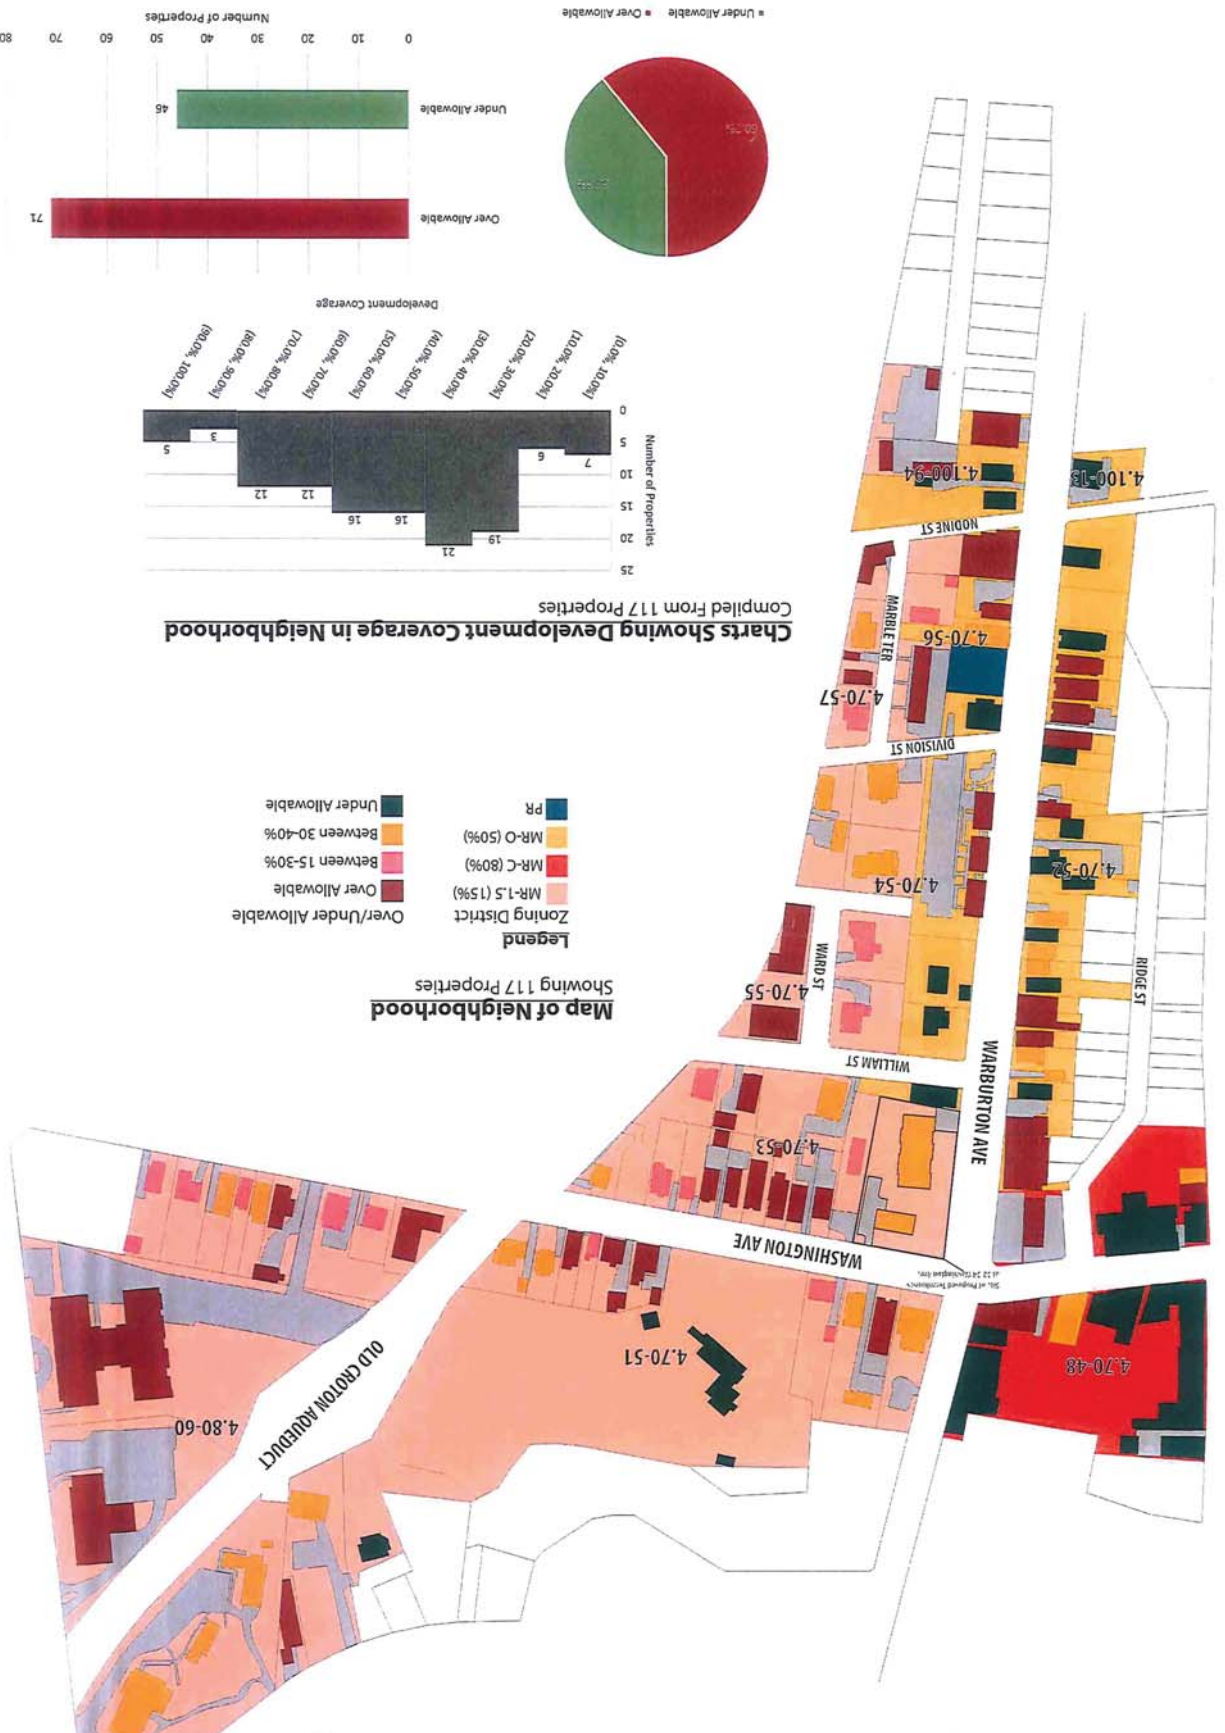 Map of Neighborhood
Showing 117 Properties
Legend
Zoning District
MR-1.5 (15%)
MR-C (80%)
MR-O (50%)
PR
Over/Under Allowable
Over Allowable
Between 15-30%
Between 30-40%
Under Allowable
Charts Showing Development Coverage in Neighborhood
Compiled From 117 Properties
Number of Properties
25
20
15
10
5
0
7
6
19
21
16
16
12
12
3
5
[0.0%, 10.0%]
(10.0%, 20.0%]
(20.0%, 30.0%]
(30.0%, 40.0%]
(40.0%, 50.0%]
(50.0%, 60.0%]
(60.0%, 70.0%]
(70.0%, 80.0%]
(80.0%, 90.0%]
(90.0%, 100.0%]
Development Coverage
Over Allowable
71
Under Allowable
46
0
10
20
30
40
50
60
70
80
Number of Properties
Under Allowable
Over Allowable
4.80-60
OLD CROTON AQUEDUCT
4.70-51
4.70-48
WASHINGTON AVE
4.70-53
WARBURTON AVE
WILLIAM ST
4.70-55
WARD ST
RIDGE ST
4.70-54
4.70-52
DIVISION ST
4.70-57
MARBLE TER
4.70-56
NODINE ST
4.100-94
4.100-13